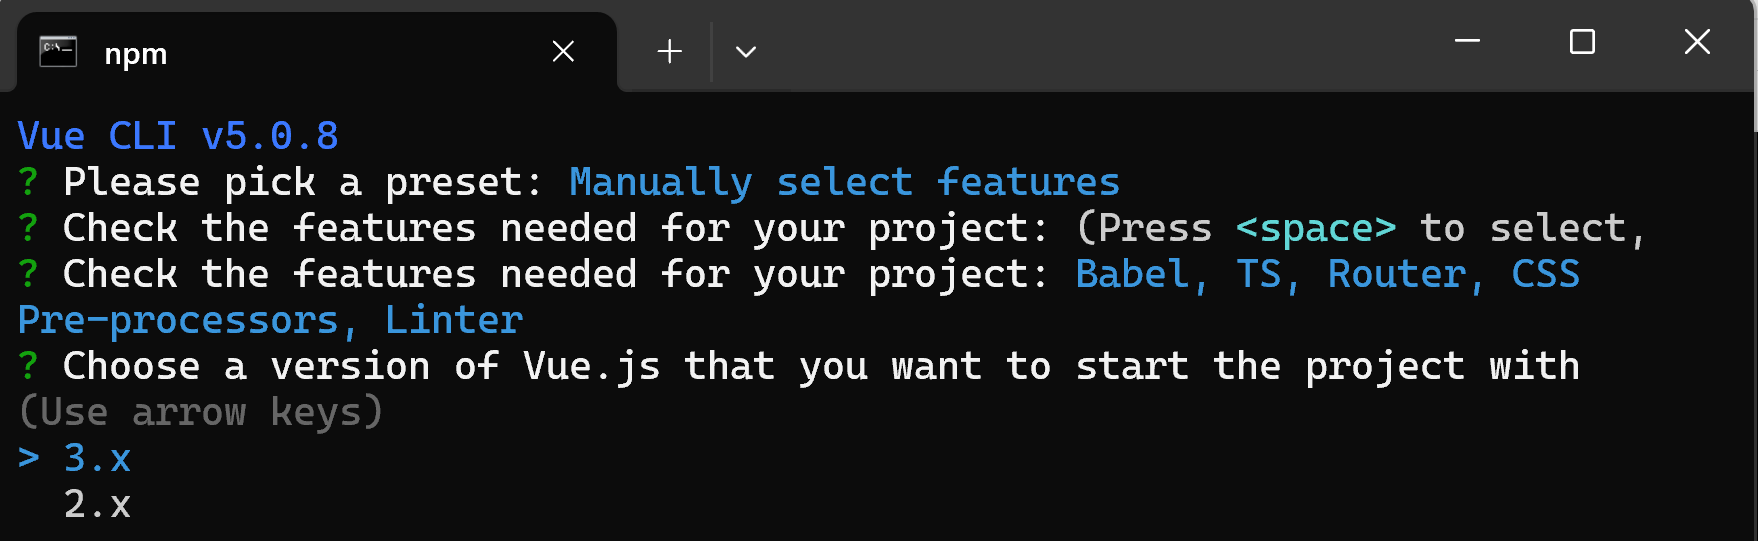 npm
Vue CLI v5.0.8
? Please pick a preset: Manually select features
? Check the features needed for your project: (Press <space> to select,
? Check the features needed for your project: Babel, TS, Router, CSS
Pre-processors, Linter
? Choose a version of Vue.js that you want to start the project with
(Use arrow keys)
> 3.x
  2.x